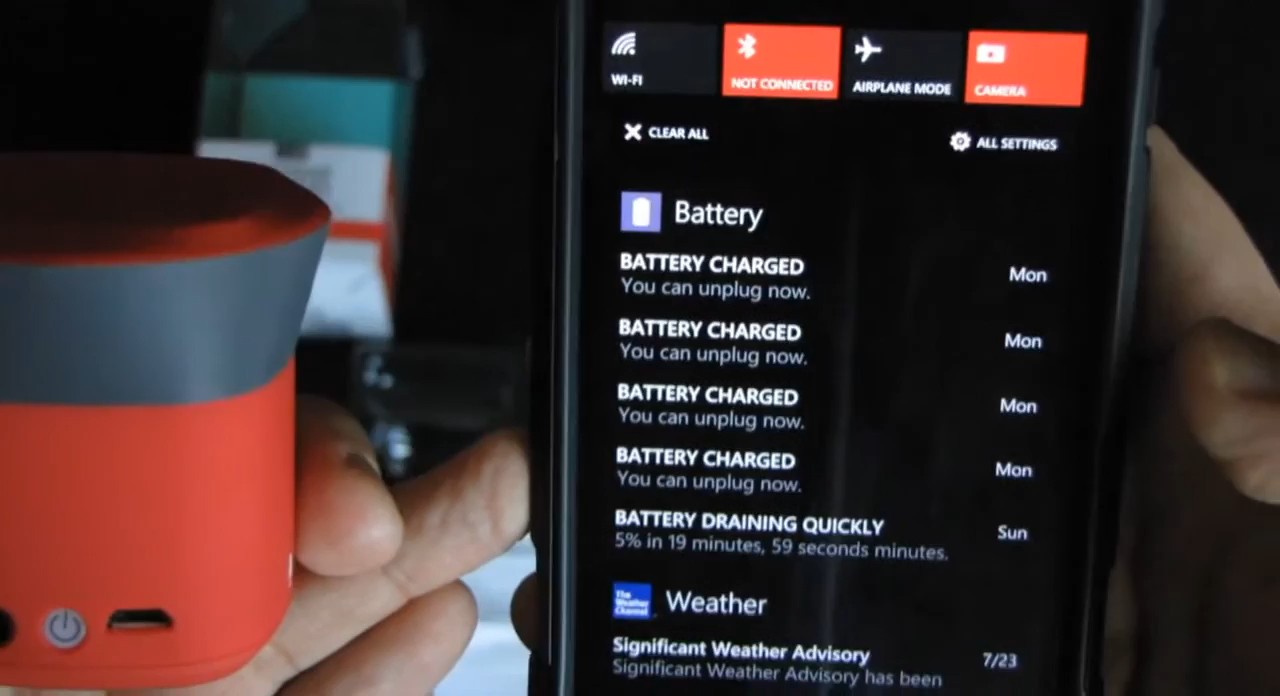 WI-FI
NOT CONNECTED
AIRPLANE MODE
CAMERA
CLEAR ALL
ALL SETTINGS
Battery
BATTERY CHARGED Mon
You can unplug now.
BATTERY CHARGED Mon
You can unplug now.
BATTERY CHARGED Mon
You can unplug now.
BATTERY CHARGED Mon
You can unplug now.
BATTERY DRAINING QUICKLY Sun
5% in 19 minutes, 59 seconds minutes.
The
Weather
Channel
Weather
Significant Weather Advisory 7/23
Significant Weather Advisory has been